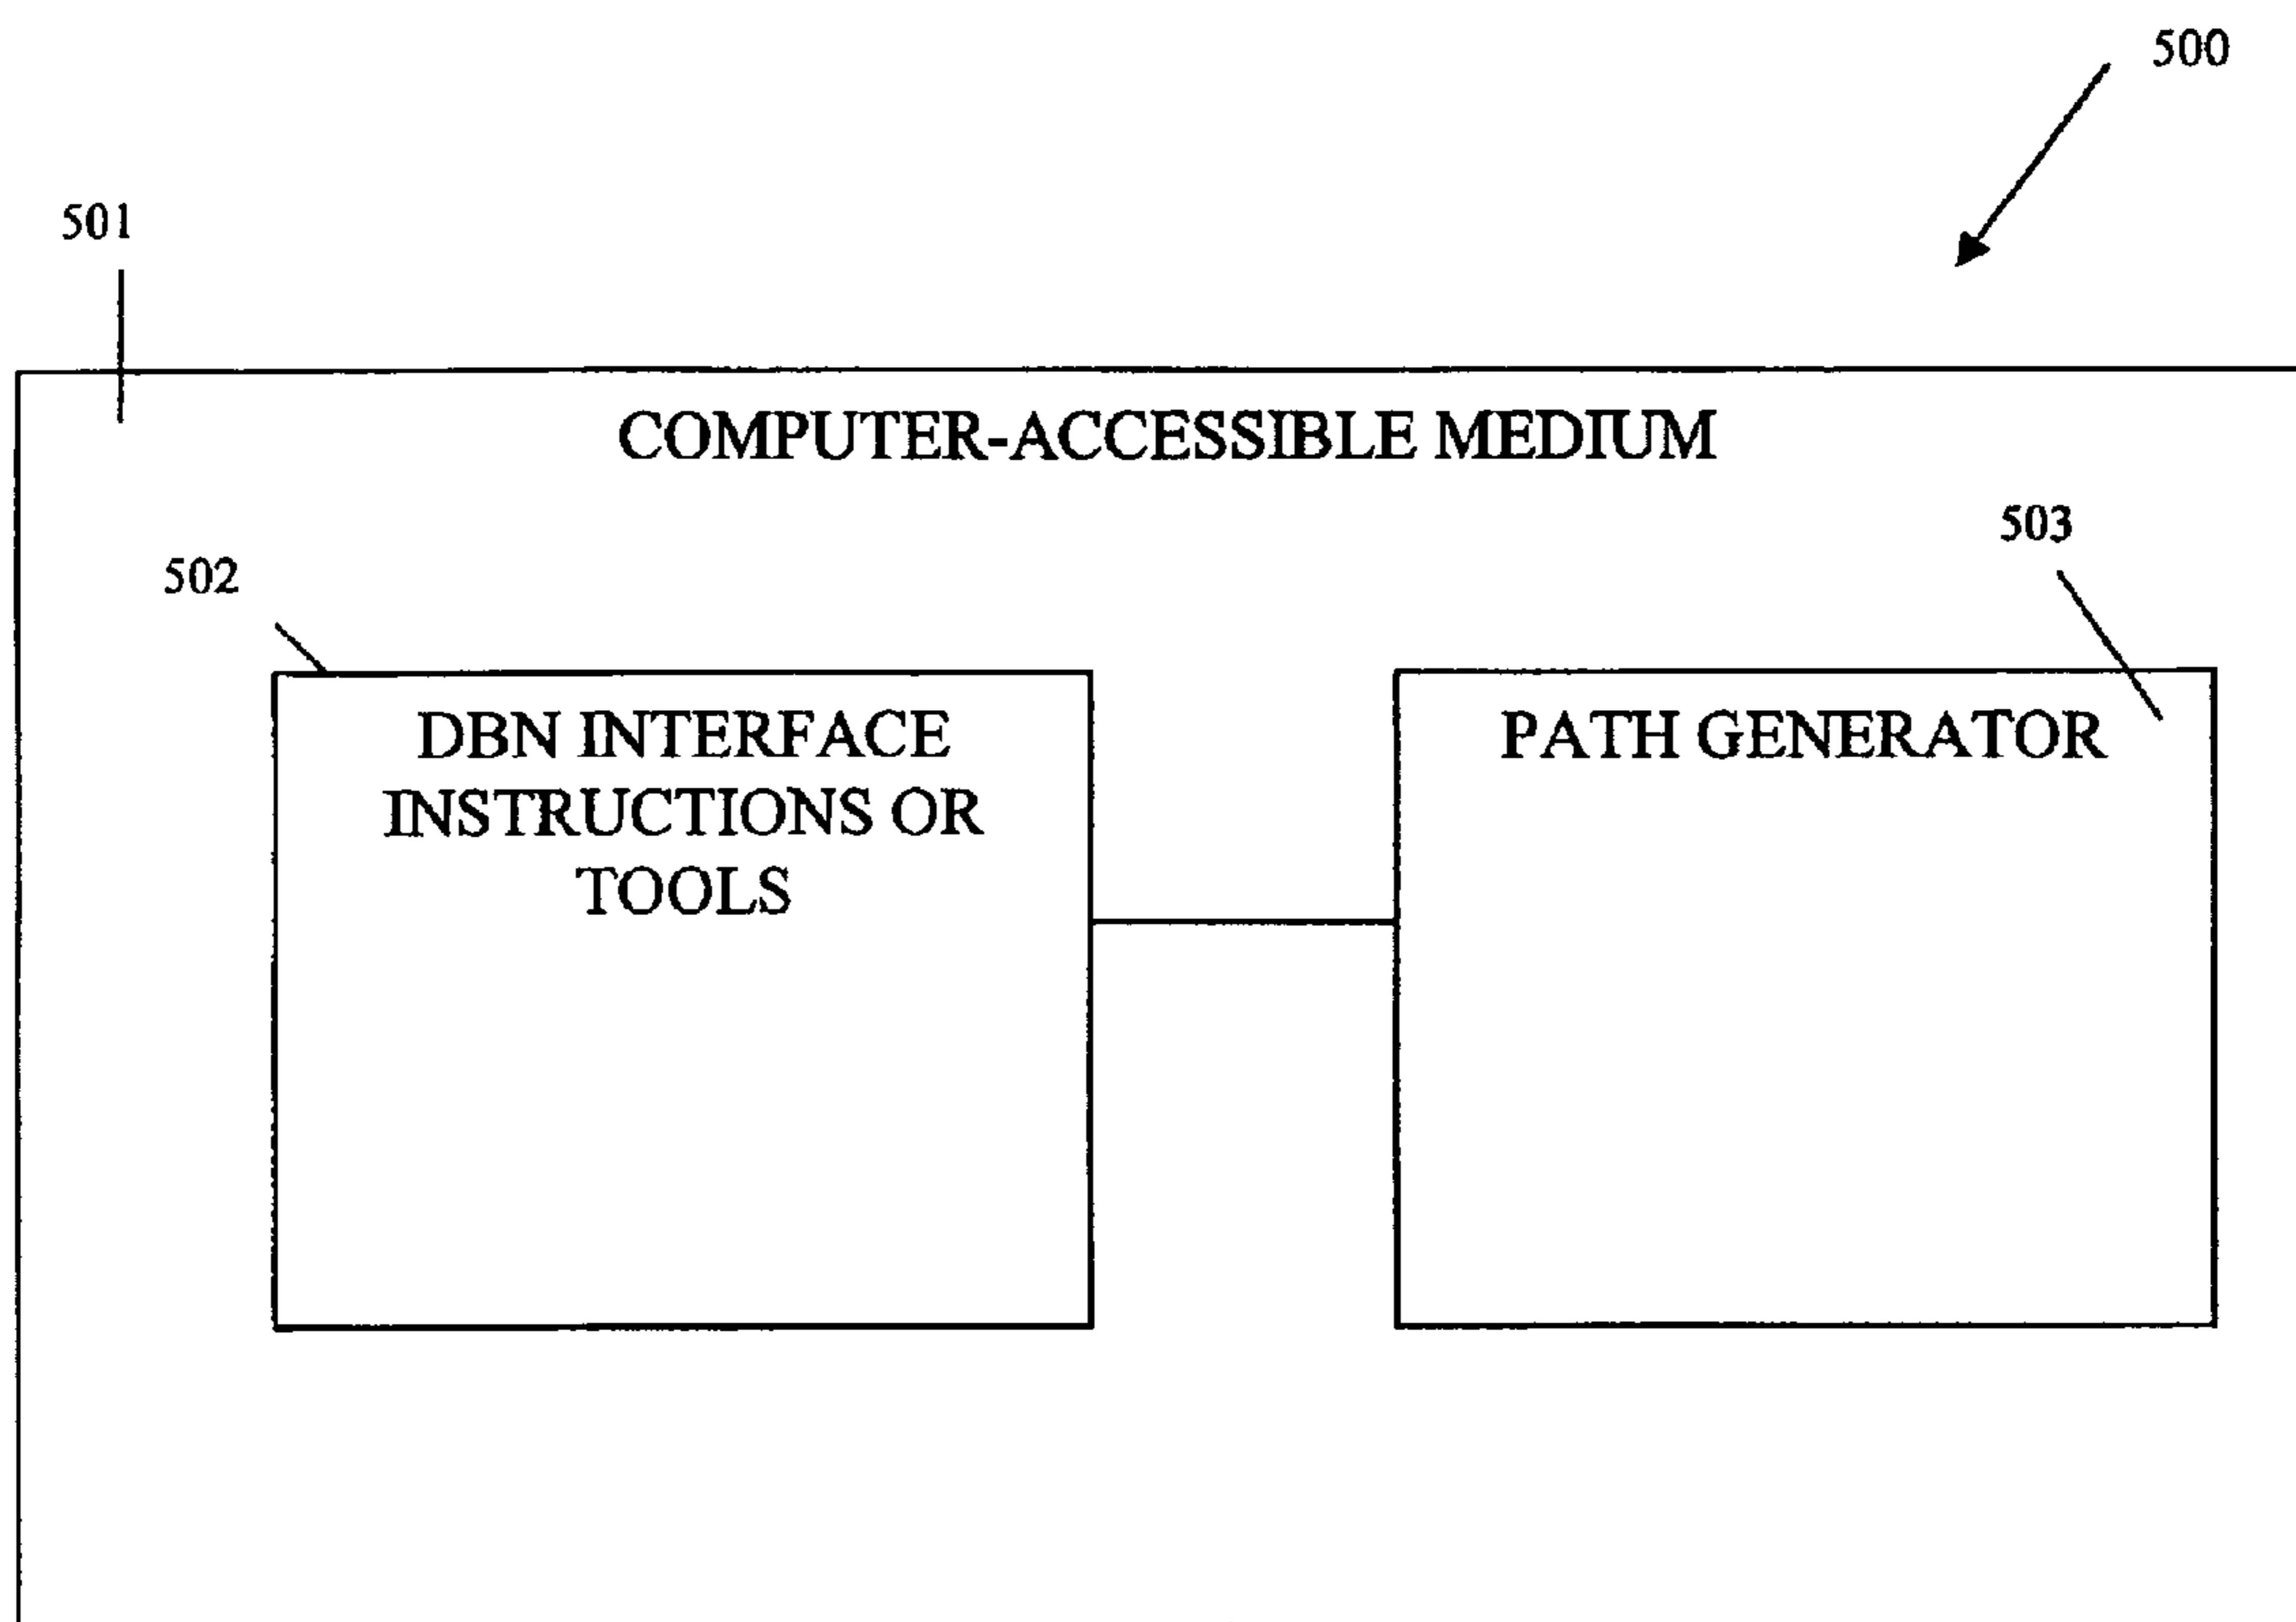 500
501
COMPUTER-ACCESSIBLE MEDIUM
503
502
DBN INTERFACE
INSTRUCTIONS OR
TOOLS
PATH GENERATOR